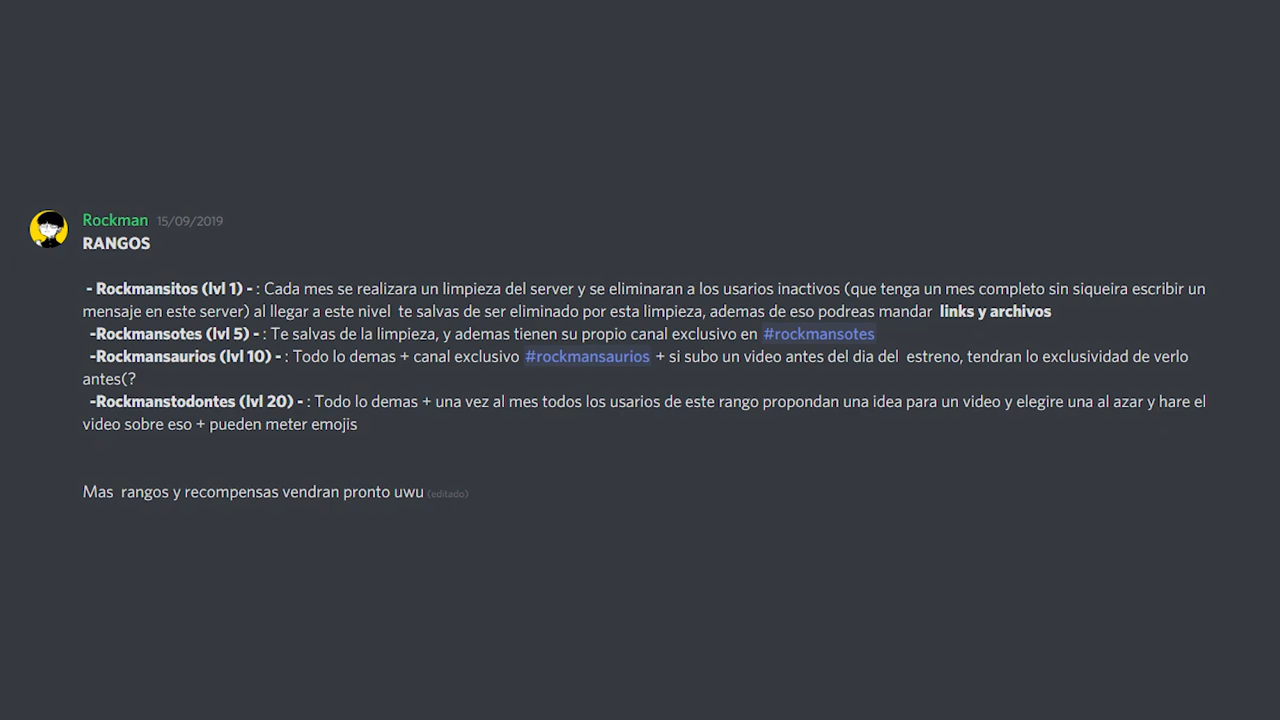 Rockman 15/09/2019
RANGOS
- Rockmansitos (lvl 1) - : Cada mes se realizara un limpieza del server y se eliminaran a los usarios inactivos (que tenga un mes completo sin siqueira escribir un
mensaje en este server) al llegar a este nivel te salvas de ser eliminado por esta limpieza, ademas de eso podreas mandar links y archivos
-Rockmansotes (lvl 5) - : Te salvas de la limpieza, y ademas tienen su propio canal exclusivo en #rockmansotes
-Rockmansaurios (lvl 10) - : Todo lo demas + canal exclusivo #rockmansaurios + si subo un video antes del dia del estreno, tendran lo exclusividad de verlo
antes(?
-Rockmanstodontes (lvl 20) - : Todo lo demas + una vez al mes todos los usarios de este rango propondan una idea para un video y elegire una al azar y hare el
video sobre eso + pueden meter emojis
Mas rangos y recompensas vendran pronto uwu (editado)